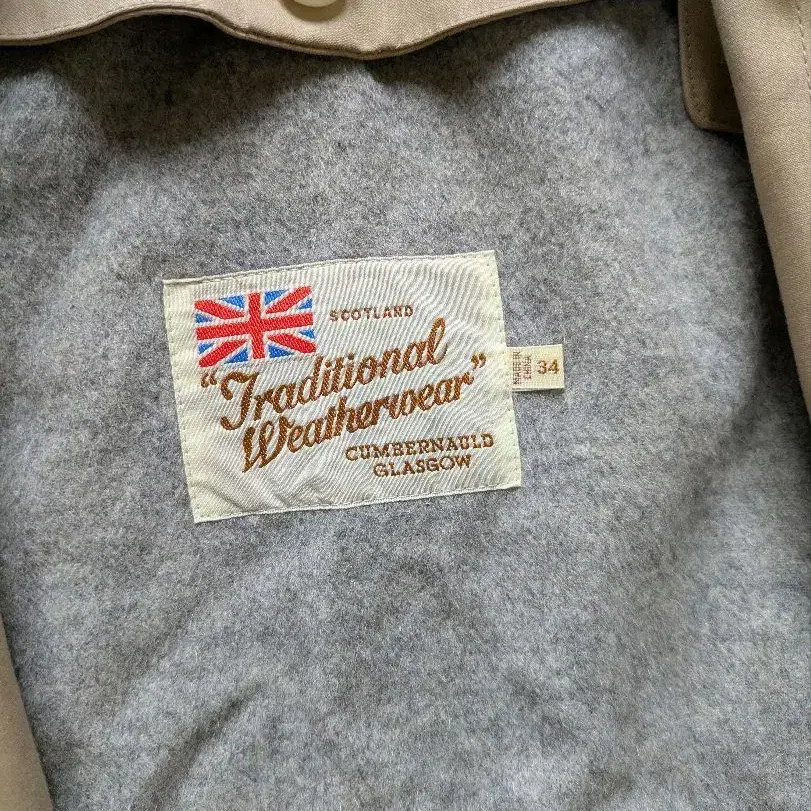 SCOTLAND
"Traditional
Weatherwear"
CUMBERNAULD
GLASGOW
MADE IN
CHINA
34